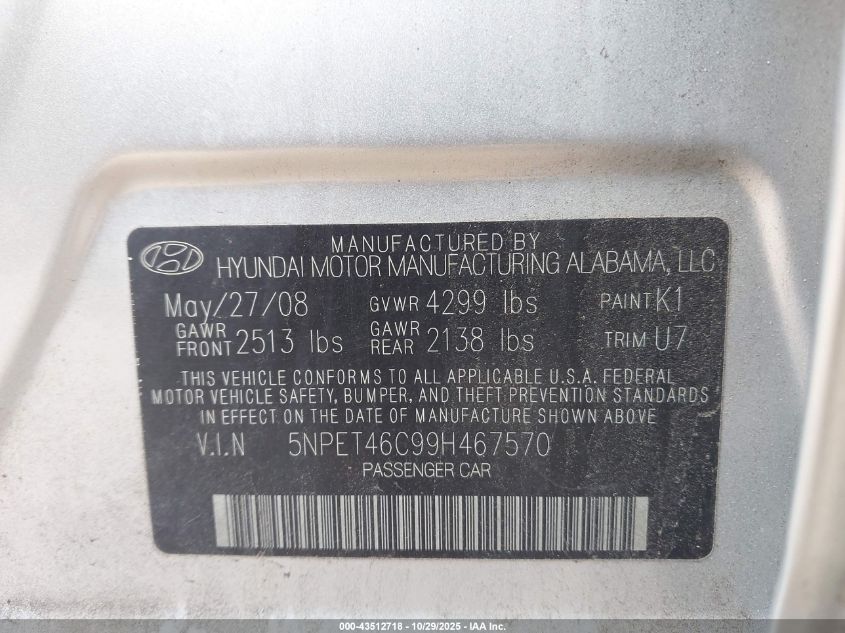 MANUFACTURED BY
HYUNDAI MOTOR MANUFACTURING ALABAMA, LLC
May/27/08 GVWR 4299 lbs PAINT K1
GAWR FRONT 2513 lbs GAWR REAR 2138 lbs TRIM U7
THIS VEHICLE CONFORMS TO ALL APPLICABLE U.S.A. FEDERAL
MOTOR VEHICLE SAFETY, BUMPER, AND THEFT PREVENTION STANDARDS
IN EFFECT ON THE DATE OF MANUFACTURE SHOWN ABOVE
V.I.N 5NPET46C99H467570
PASSENGER CAR
000-43512718 - 10/29/2025 - IAA Inc.